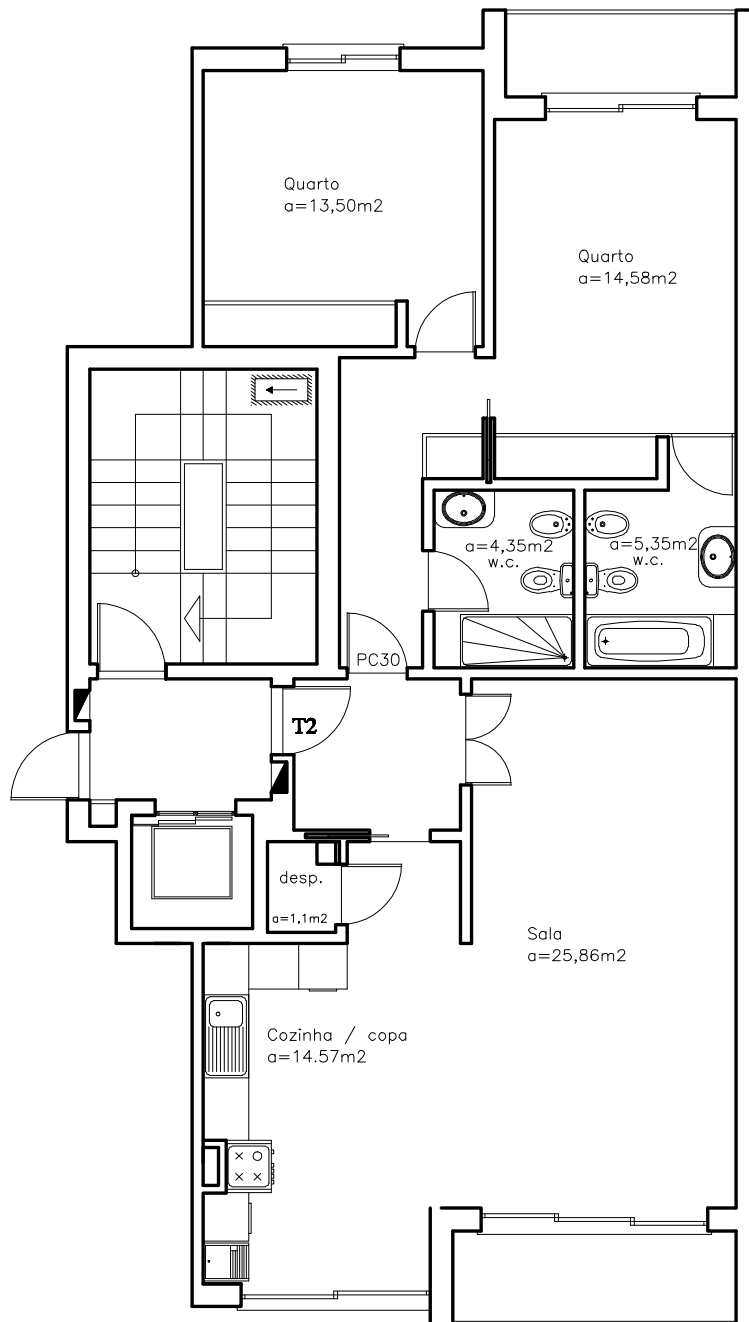 Quarto
a=13,50m2
Quarto
a=14,58m2
a=4,35m2
w.c.
a=5,35m2
w.c.
PC30
T2
desp.
a=1,1m2
Sala
a=25,86m2
Cozinha / copa
a=14.57m2